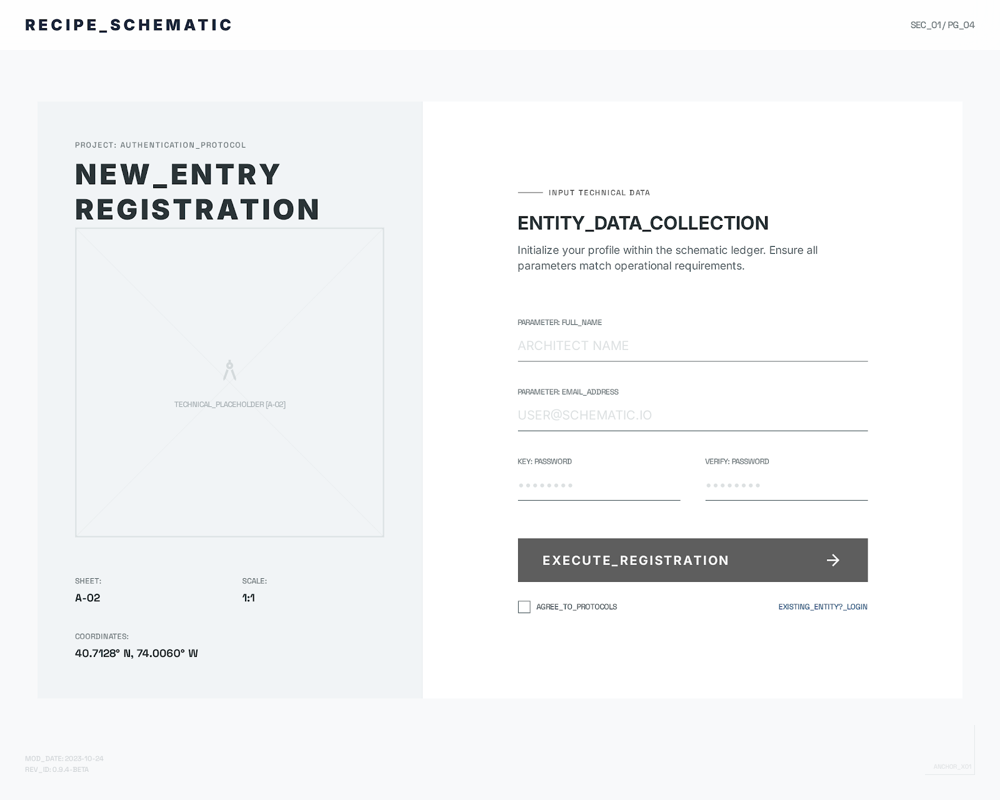 RECIPE_SCHEMATIC
SEC_01 / PG_04
PROJECT: AUTHENTICATION_PROTOCOL
NEW_ENTRY
REGISTRATION
TECHNICAL_PLACEHOLDER [A-02]
SHEET:
A-02
SCALE:
1:1
COORDINATES:
40.7128° N, 74.0060° W
INPUT TECHNICAL DATA
ENTITY_DATA_COLLECTION
Initialize your profile within the schematic ledger. Ensure all
parameters match operational requirements.
PARAMETER: FULL_NAME
ARCHITECT NAME
PARAMETER: EMAIL_ADDRESS
USER@SCHEMATIC.IO
KEY: PASSWORD
••••••••
VERIFY: PASSWORD
••••••••
EXECUTE_REGISTRATION
AGREE_TO_PROTOCOLS
EXISTING_ENTITY?_LOGIN
MOD_DATE: 2023-10-24
REV_ID: 0.9.4-BETA
ANCHOR_X01